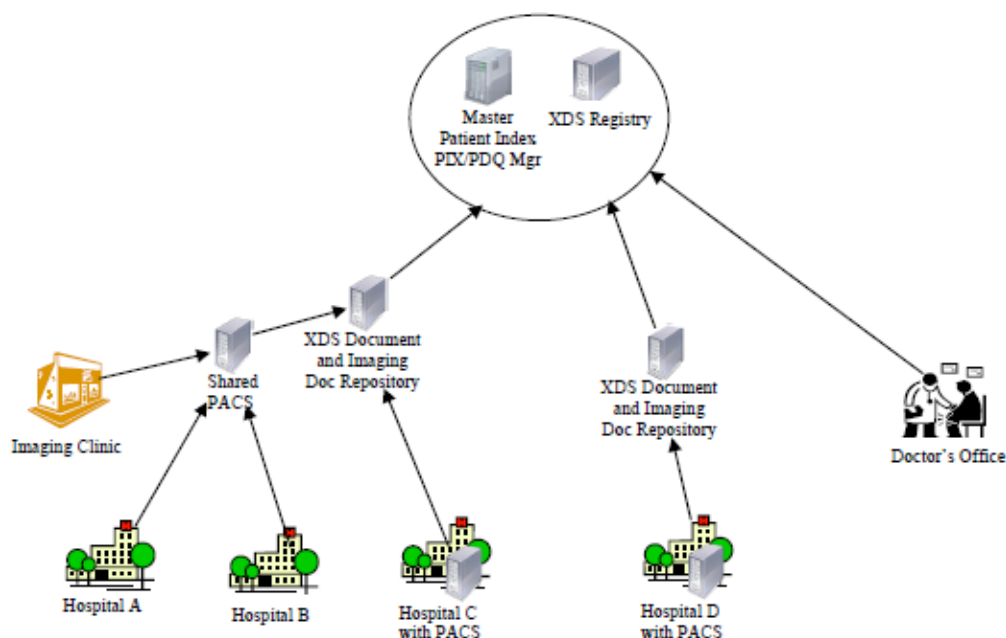 Master
Patient Index
PIX/PDQ Mgr
XDS Registry
XDS Document
and Imaging
Doc Repository
Shared
PACS
Imaging Clinic
XDS Document
and Imaging
Doc Repository
Doctor's Office
Hospital A
Hospital B
Hospital C
with PACS
Hospital D
with PACS